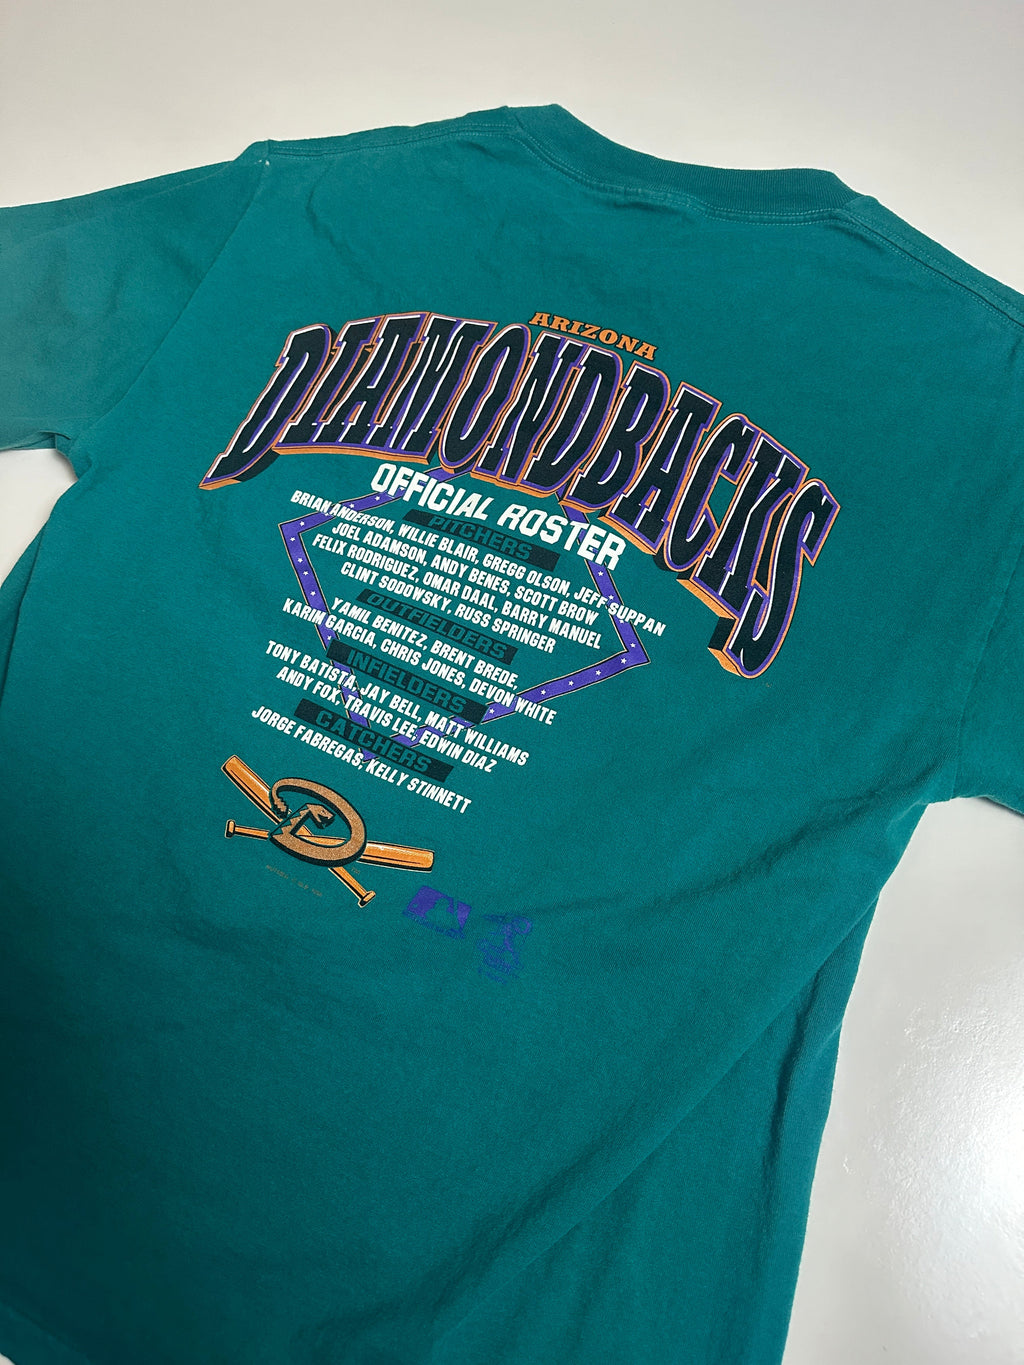 ARIZONA
DIAMONDBACKS
OFFICIAL ROSTER
PITCHERS
BRIAN ANDERSON, WILLIE BLAIR, GREGG OLSON, JEFF SUPPAN
JOEL ADAMSON, ANDY BENES, SCOTT BROW
FELIX RODRIGUEZ, OMAR DAAL, BARRY MANUEL
CLINT SODOWSKY, RUSS SPRINGER
OUTFIELDERS
YAMIL BENITEZ, BRENT BREDE,
KARIM GARCIA, CHRIS JONES, DEVON WHITE
INFIELDERS
TONY BATISTA, JAY BELL, MATT WILLIAMS
ANDY FOX, TRAVIS LEE, EDWIN DIAZ
CATCHERS
JORGE FABREGAS, KELLY STINNETT
D